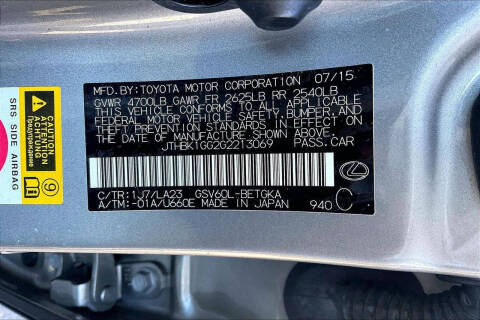 MFD.BY:TOYOTA MOTOR CORPORATION 07/15
GVWR 4700LB GAWR FR 2625LB RR 2540LB
THIS VEHICLE CONFORMS TO ALL APPLICABLE
FEDERAL MOTOR VEHICLE SAFETY, BUMPER, AND
THEFT PREVENTION STANDARDS IN EFFECT ON
THE DATE OF MANUFACTURE SHOWN ABOVE.
JTHBK1GG2G2213069 PASS.CAR
C/TR:1J7/LA23 GSV60L-BETGKA
A/TM:-01A/U660E MADE IN JAPAN 940 C
SRS SIDE AIRBAG
CAUTION
ATTENTION
Предупреждение
9